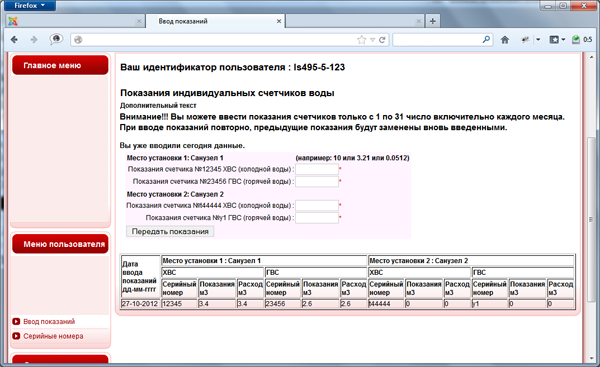 Firefox
Ввод показаний
0:5
Главное меню
Ваш идентификатор пользователя : ls495-5-123
Показания индивидуальных счетчиков воды
Дополнительный текст
Внимание!!! Вы можете ввести показания счетчиков только с 1 по 31 число включительно каждого месяца.
При вводе показаний повторно, предыдущие показания будут заменены вновь введенными.
Вы уже вводили сегодня данные.
Место установки 1: Санузел 1 (например: 10 или 3.21 или 0.0512)
Показания счетчика №12345 ХВС (холодной воды) : *
Показания счетчика №23456 ГВС (горячей воды) : *
Место установки 2: Санузел 2
Показания счетчика №f44444 ХВС (холодной воды) : *
Показания счетчика №y1 ГВС (горячей воды) : *
Передать показания
Меню пользователя
Ввод показаний
Серийные номера
Дата ввода показаний дд-мм-гггг Место установки 1 : Санузел 1 Место установки 2 : Санузел 2
ХВС ГВС ХВС ГВС
Серийный номер Показания м3 Расход м3 Серийный номер Показания м3 Расход м3 Серийный номер Показания м3 Расход м3 Серийный номер Показания м3 Расход м3
27-10-2012 12345 3.4 3.4 23456 2.6 2.6 f44444 0 0 y1 0 0